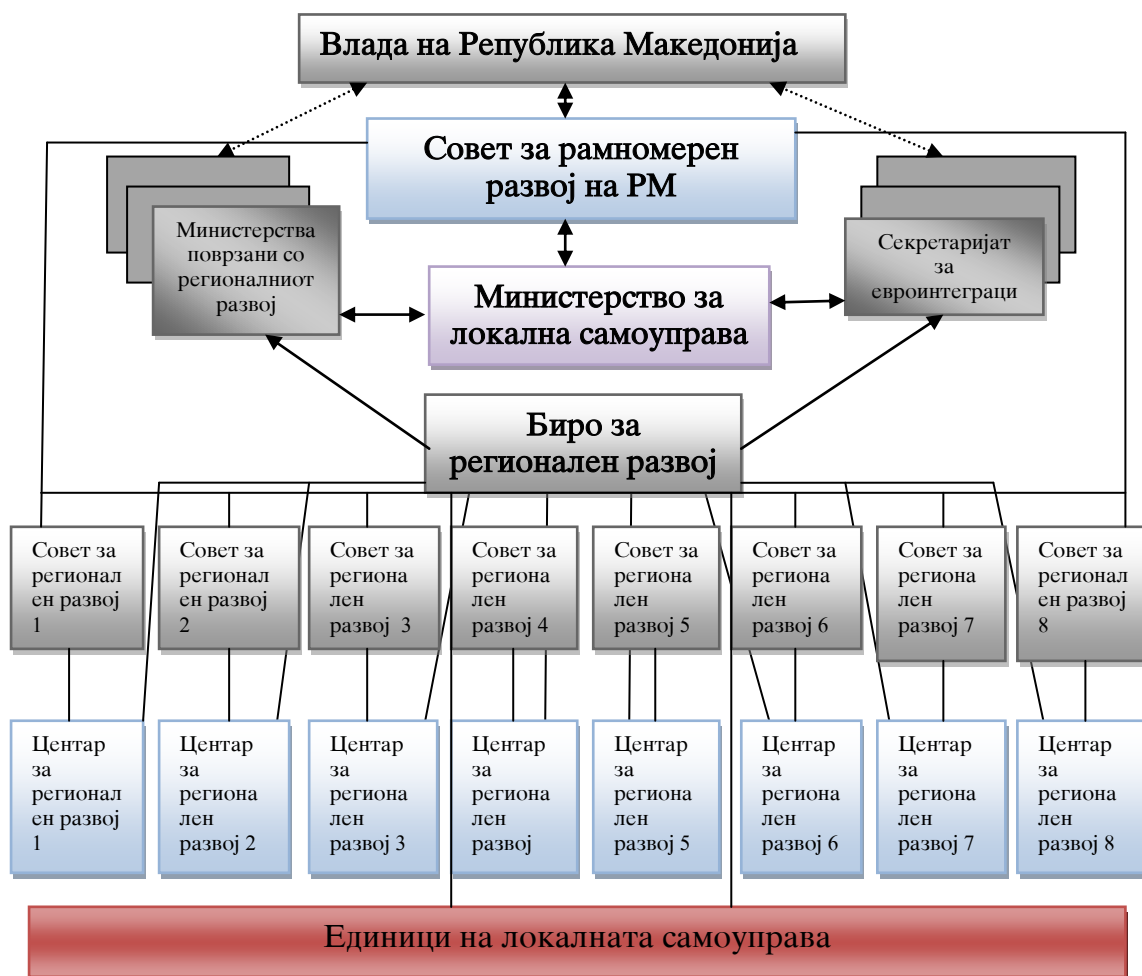 Влада на Република Македонија
Совет за рамномерен
развој на РМ
Министерства
поврзани со
регионалниот
развој
Секретаријат
за
евроинтеграци
Министерство за
локална самоуправа
Биро за
регионален развој
Совет за
регионал
ен развој
1
Совет за
регионал
ен развој
2
Совет за
региона
лен
развој  3
Совет за
региона
лен
развој 4
Совет за
региона
лен
развој 5
Совет за
региона
лен
развој 6
Совет за
региона
лен
развој 7
Совет за
регионал
ен развој
8
Центар
за
регионал
ен развој
1
Центар
за
региона
лен
развој 2
Центар
за
региона
лен
развој 3
Центар
за
региона
лен
развој
Центар
за
региона
лен
развој 5
Центар
за
региона
лен
развој 6
Центар
за
региона
лен
развој 7
Центар
за
региона
лен
развој 8
Единици на локалната самоуправа